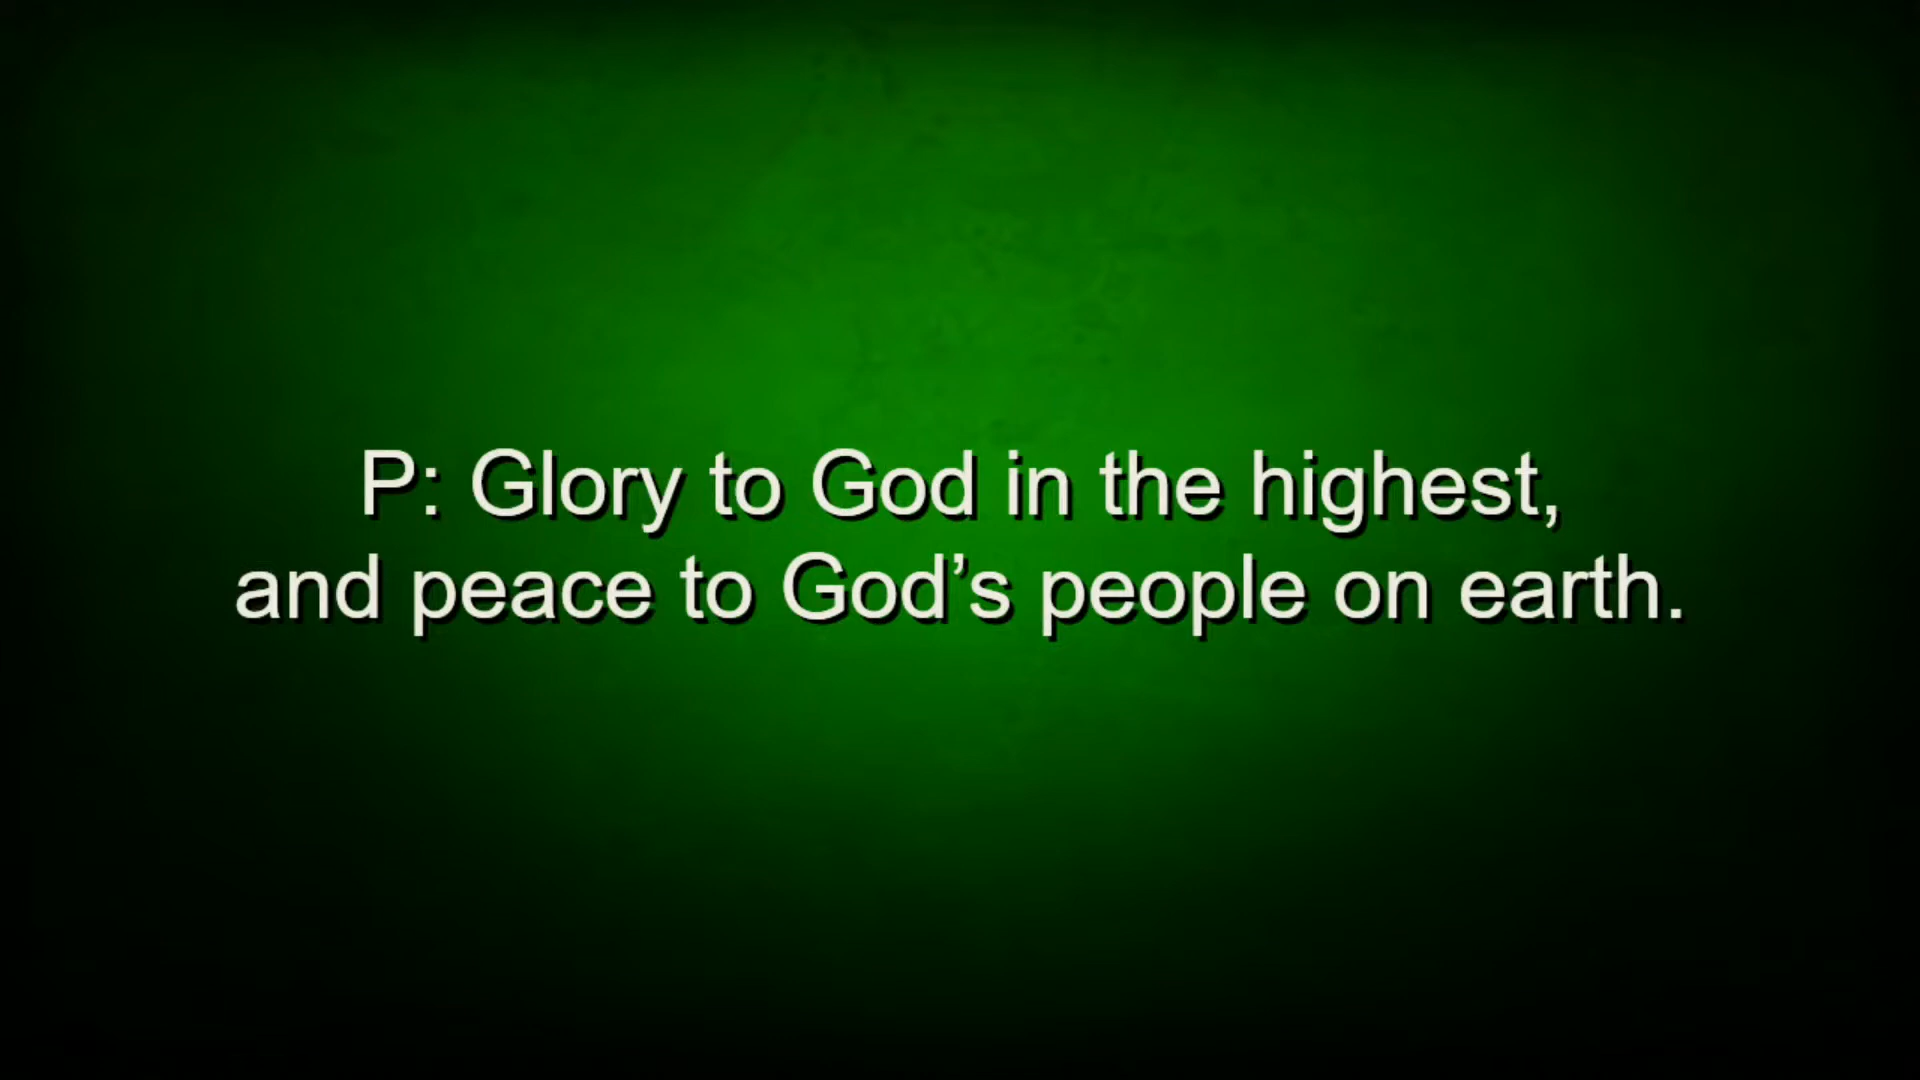 P: Glory to God in the highest,
and peace to God’s people on earth.